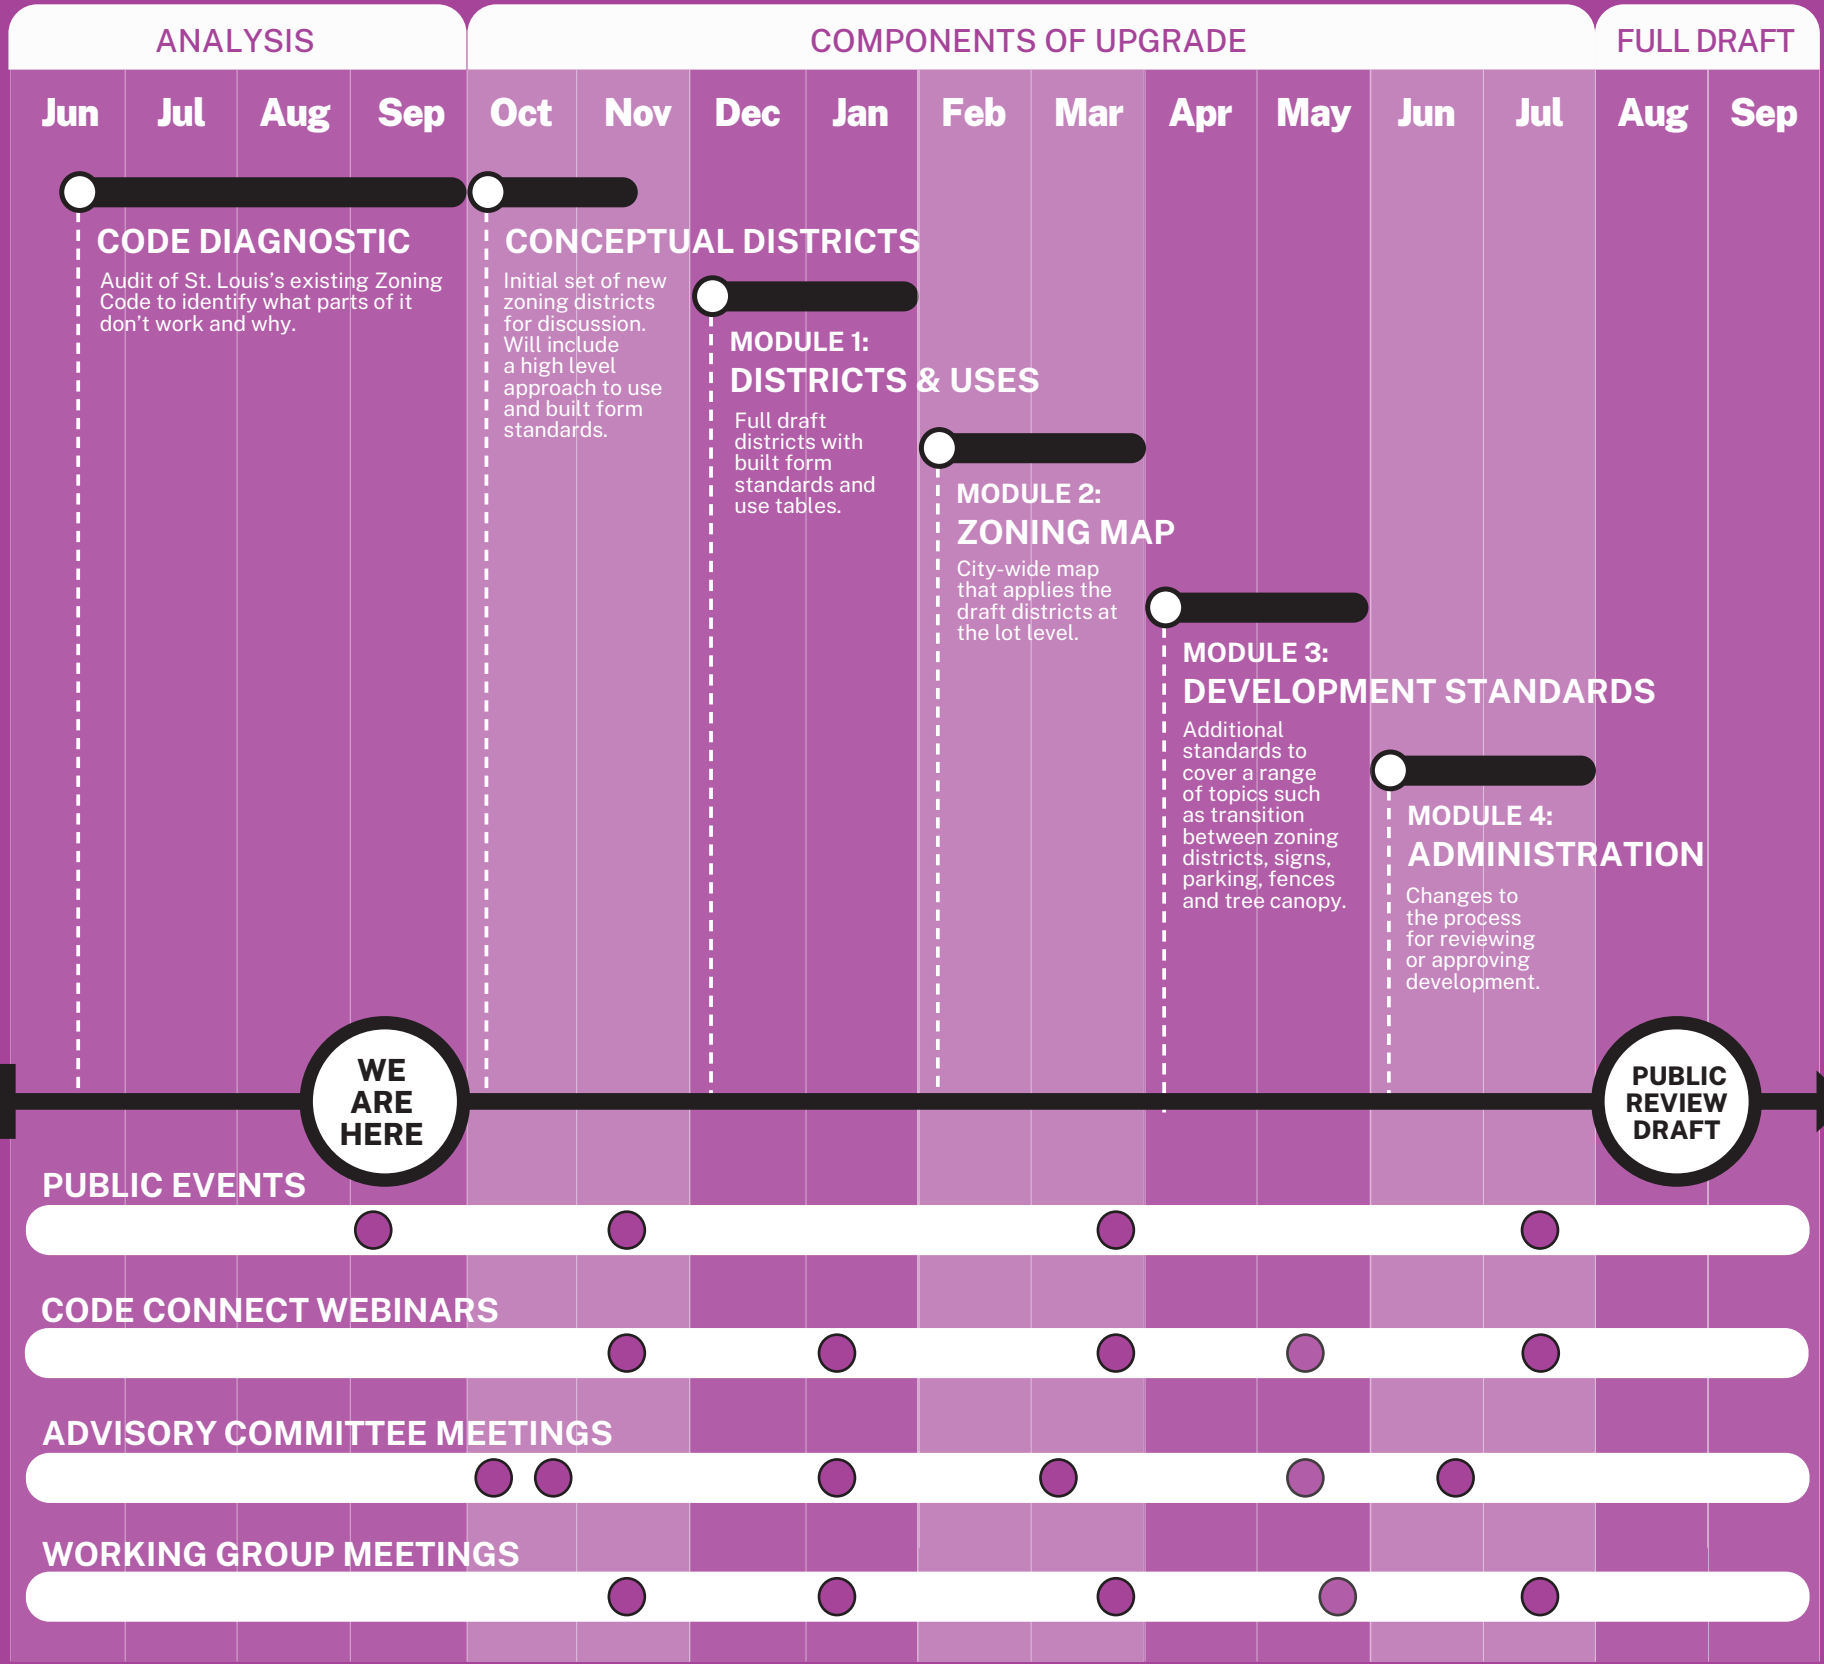 ANALYSIS
COMPONENTS OF UPGRADE
FULL DRAFT
Jun Jul Aug Sep Oct Nov Dec Jan Feb Mar Apr May Jun Jul Aug Sep
CODE DIAGNOSTIC
Audit of St. Louis’s existing Zoning
Code to identify what parts of it
don’t work and why.
CONCEPTUAL DISTRICTS
Initial set of new
zoning districts
for discussion.
Will include
a high level
approach to use
and built form
standards.
MODULE 1:
DISTRICTS & USES
Full draft
districts with
built form
standards and
use tables.
MODULE 2:
ZONING MAP
City-wide map
that applies the
draft districts at
the lot level.
MODULE 3:
DEVELOPMENT STANDARDS
Additional
standards to
cover a range
of topics such
as transition
between zoning
districts, signs,
parking, fences
and tree canopy.
MODULE 4:
ADMINISTRATION
Changes to
the process
for reviewing
or approving
development.
WE
ARE
HERE
PUBLIC
REVIEW
DRAFT
PUBLIC EVENTS
CODE CONNECT WEBINARS
ADVISORY COMMITTEE MEETINGS
WORKING GROUP MEETINGS